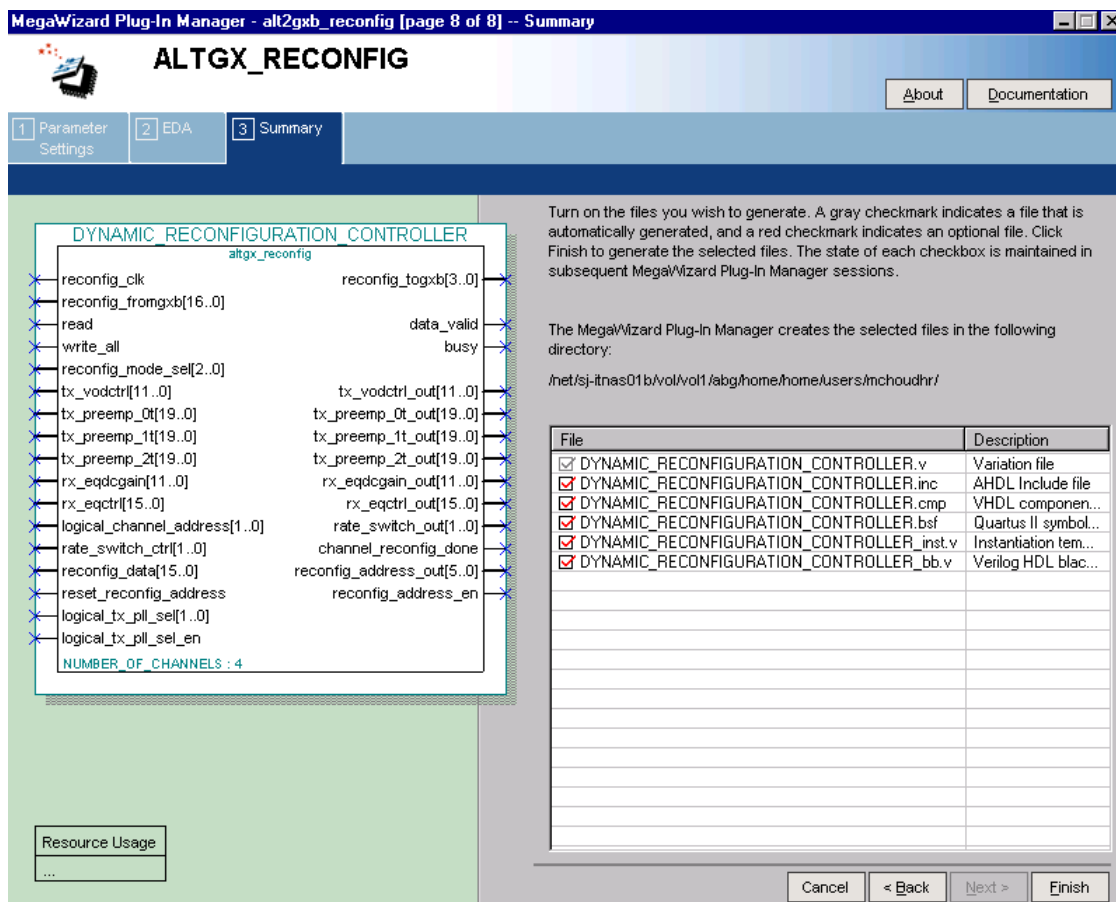 MegaWizard Plug-In Manager - alt2gxb_reconfig [page 8 of 8] -- Summary
ALTGX_RECONFIG
About
Documentation
1 Parameter Settings
2 EDA
3 Summary
DYNAMIC_RECONFIGURATION_CONTROLLER
altgx_reconfig
reconfig_clk reconfig_togxb[3..0]
reconfig_fromgxb[16..0]
read data_valid
write_all busy
reconfig_mode_sel[2..0]
tx_vodctrl[11..0] tx_vodctrl_out[11..0]
tx_preemp_0t[19..0] tx_preemp_0t_out[19..0]
tx_preemp_1t[19..0] tx_preemp_1t_out[19..0]
tx_preemp_2t[19..0] tx_preemp_2t_out[19..0]
rx_eqdcgain[11..0] rx_eqdcgain_out[11..0]
rx_eqctrl[15..0] rx_eqctrl_out[15..0]
logical_channel_address[1..0] rate_switch_out[1..0]
rate_switch_ctrl[1..0] channel_reconfig_done
reconfig_data[15..0] reconfig_address_out[5..0]
reset_reconfig_address reconfig_address_en
logical_tx_pll_sel[1..0]
logical_tx_pll_sel_en
NUMBER_OF_CHANNELS : 4
Resource Usage
...
Turn on the files you wish to generate. A gray checkmark indicates a file that is
automatically generated, and a red checkmark indicates an optional file. Click
Finish to generate the selected files. The state of each checkbox is maintained in
subsequent MegaWizard Plug-In Manager sessions.
The MegaWizard Plug-In Manager creates the selected files in the following
directory:
/net/sj-itnas01b/vol/vol1/abg/home/home/users/mchoudhr/
File Description
DYNAMIC_RECONFIGURATION_CONTROLLER.v Variation file
DYNAMIC_RECONFIGURATION_CONTROLLER.inc AHDL Include file
DYNAMIC_RECONFIGURATION_CONTROLLER.cmp VHDL componen...
DYNAMIC_RECONFIGURATION_CONTROLLER.bsf Quartus II symbol...
DYNAMIC_RECONFIGURATION_CONTROLLER_inst.v Instantiation tem...
DYNAMIC_RECONFIGURATION_CONTROLLER_bb.v Verilog HDL blac...
Cancel
< Back
Next >
Finish